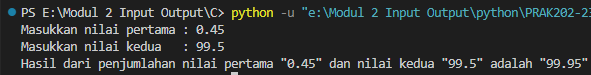 PS E:\Modul 2 Input Output\C> python -u "e:\Modul 2 Input Output\python\PRAK202-23
Masukkan nilai pertama : 0.45
Masukkan nilai kedua   : 99.5
Hasil dari penjumlahan nilai pertama "0.45" dan nilai kedua "99.5" adalah "99.95"